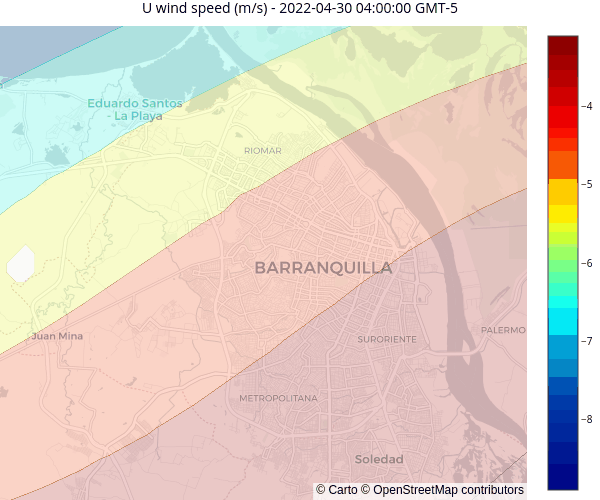 U wind speed (m/s) - 2022-04-30 04:00:00 GMT-5
Eduardo Santos
- La Playa
RIOMAR
BARRANQUILLA
Juan Mina
SURORIENTE
PALERMO
METROPOLITANA
Soledad
© Carto © OpenStreetMap contributors
−4
−5
−6
−7
−8